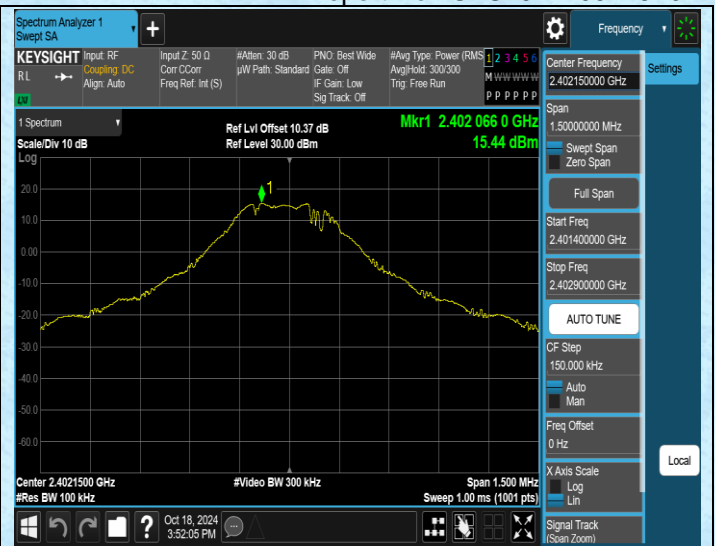 Spectrum Analyzer 1
Swept SA
Frequency
KEYSIGHT
RL
LXI
Input: RF
Coupling: DC
Align: Auto
Input Z: 50 Ω
Corr CCorr
Freq Ref: Int (S)
#Atten: 30 dB
µW Path: Standard
PNO: Best Wide
Gate: Off
IF Gain: Low
Sig Track: Off
#Avg Type: Power (RMS
Avg|Hold: 300/300
Trig: Free Run
1 2 3 4 5 6
M W W W W W
P P P P P P
1 Spectrum
Scale/Div 10 dB
Log
Ref Lvl Offset 10.37 dB
Ref Level 30.00 dBm
Mkr1 2.402 066 0 GHz
15.44 dBm
1
20.0
10.0
0.00
-10.0
-20.0
-30.0
-40.0
-50.0
-60.0
Center 2.4021500 GHz
#Res BW 100 kHz
#Video BW 300 kHz
Span 1.500 MHz
Sweep 1.00 ms (1001 pts)
Oct 18, 2024
3:52:05 PM
?
Center Frequency
2.402150000 GHz
Settings
Span
1.50000000 MHz
Swept Span
Zero Span
Full Span
Start Freq
2.401400000 GHz
Stop Freq
2.402900000 GHz
AUTO TUNE
CF Step
150.000 kHz
Auto
Man
Freq Offset
0 Hz
X Axis Scale
Log
Lin
Local
Signal Track
(Span Zoom)